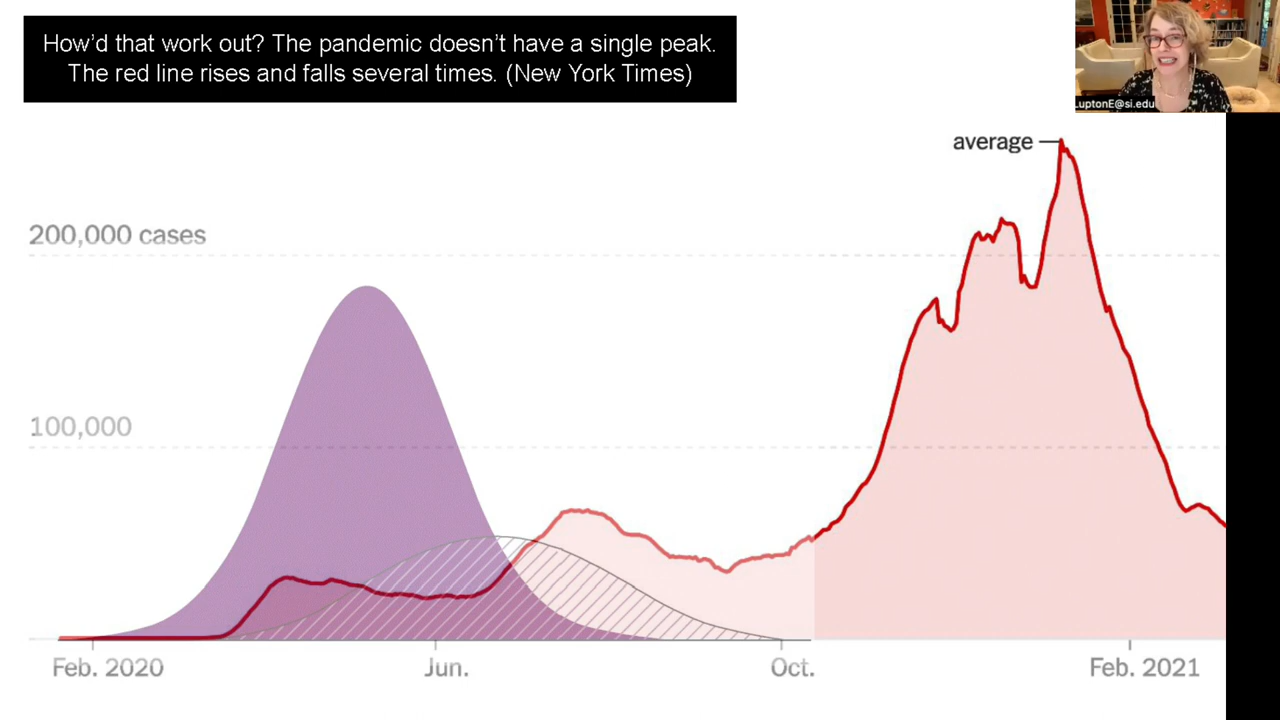 How'd that work out? The pandemic doesn't have a single peak.
The red line rises and falls several times. (New York Times)
LuptonE@si.edu
average
200,000 cases
100,000
Feb. 2020
Jun.
Oct.
Feb. 2021